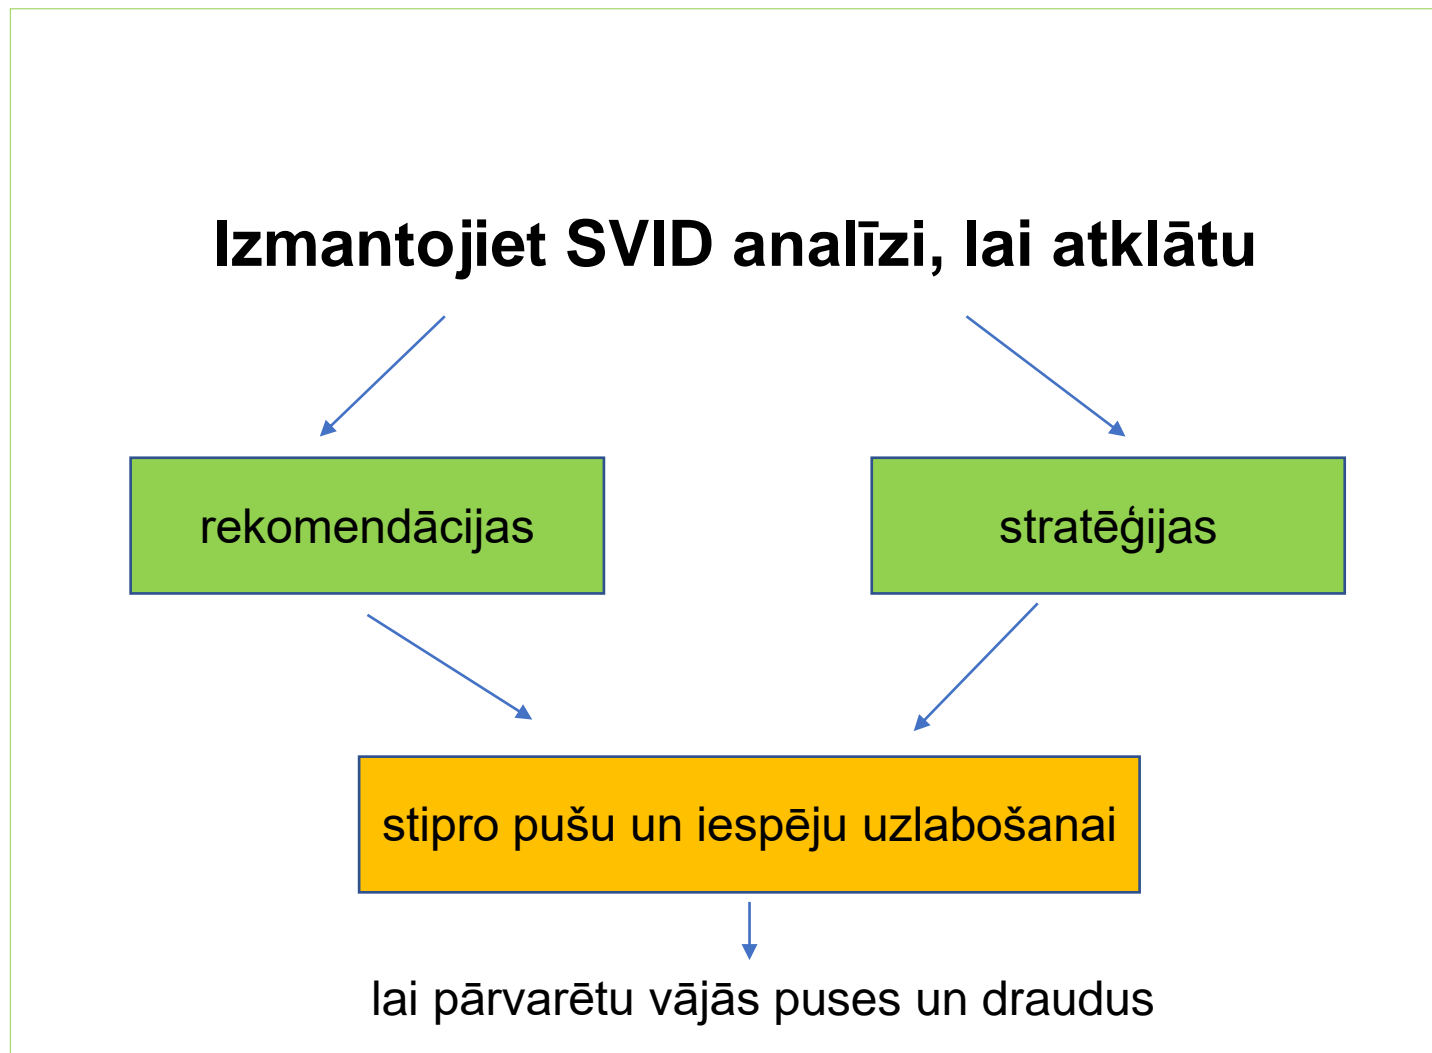 Izmantojiet SVID analīzi, lai atklātu
rekomendācijas
stratēģijas
stipro pušu un iespēju uzlabošanai
lai pārvarētu vājās puses un draudus